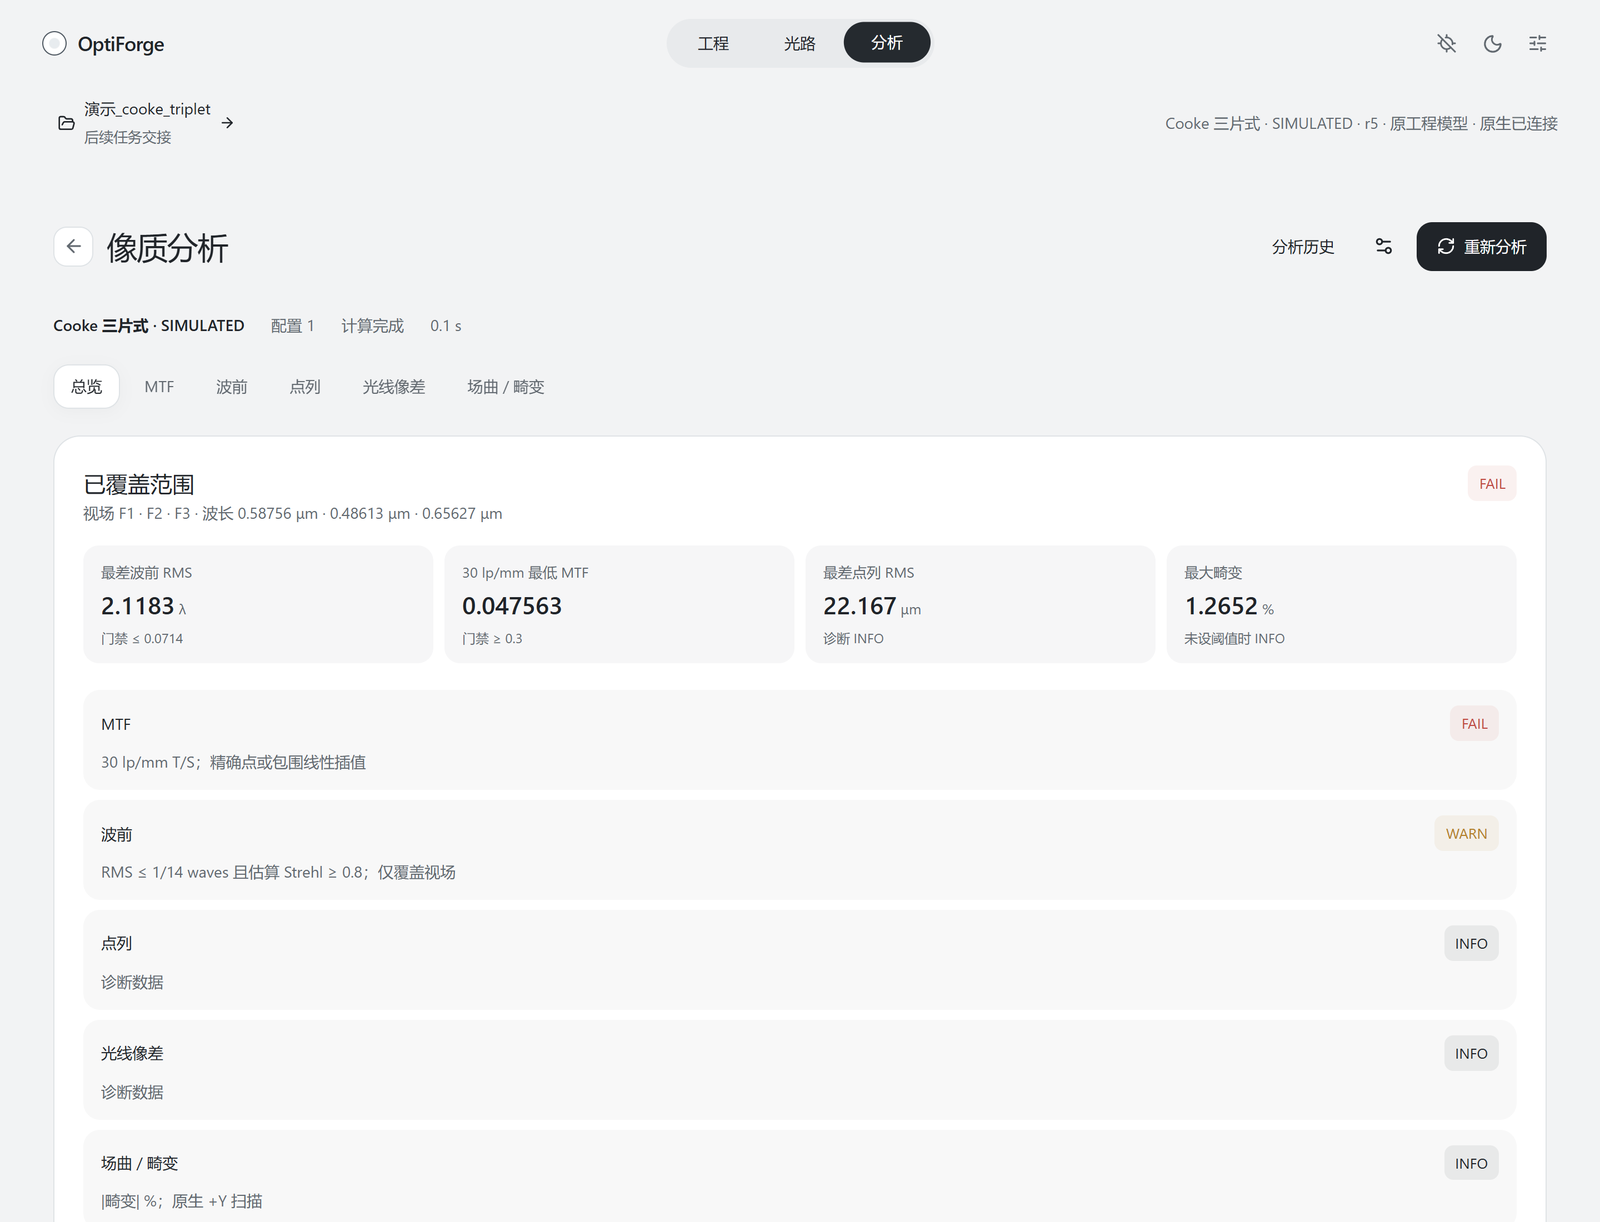 OptiForge
工程
光路
分析
演示_cooke_triplet
后续任务交接
Cooke 三片式 · SIMULATED · r5 · 原工程模型 · 原生已连接
像质分析
分析历史
重新分析
Cooke 三片式 · SIMULATED
配置 1
计算完成
0.1 s
总览
MTF
波前
点列
光线像差
场曲 / 畸变
已覆盖范围
FAIL
视场 F1 · F2 · F3 · 波长 0.58756 μm · 0.48613 μm · 0.65627 μm
最差波前 RMS
2.1183 λ
门禁 ≤ 0.0714
30 lp/mm 最低 MTF
0.047563
门禁 ≥ 0.3
最差点列 RMS
22.167 μm
诊断 INFO
最大畸变
1.2652 %
未设阈值时 INFO
MTF
FAIL
30 lp/mm T/S；精确点或包围线性插值
波前
WARN
RMS ≤ 1/14 waves 且估算 Strehl ≥ 0.8；仅覆盖视场
点列
INFO
诊断数据
光线像差
INFO
诊断数据
场曲 / 畸变
INFO
|畸变| %；原生 +Y 扫描